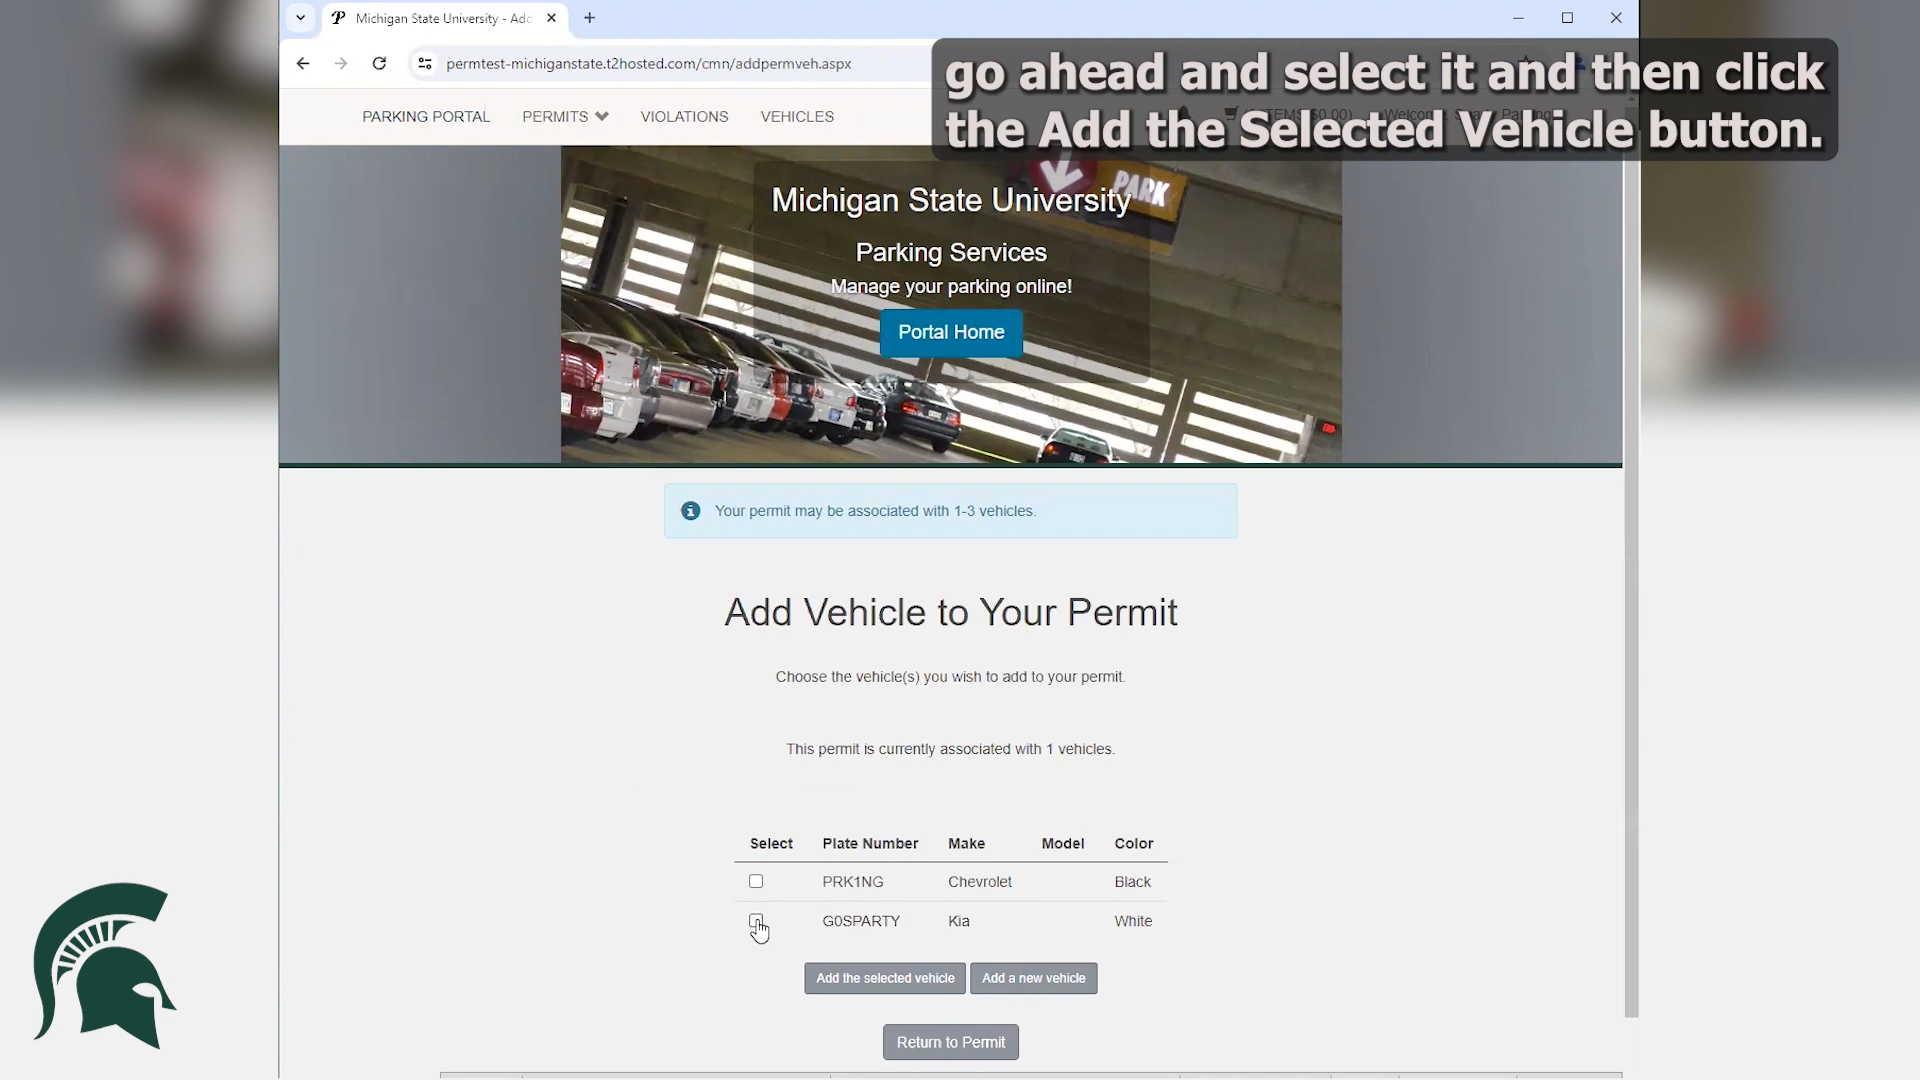 Michigan State University - Add
permtest-michiganstate.t2hosted.com/cmn/addpermveh.aspx
go ahead and select it and then click
the Add the Selected Vehicle button.
PARKING PORTAL
PERMITS
VIOLATIONS
VEHICLES
PARK
Michigan State University
Parking Services
Manage your parking online!
Portal Home
Your permit may be associated with 1-3 vehicles.
Add Vehicle to Your Permit
Choose the vehicle(s) you wish to add to your permit.
This permit is currently associated with 1 vehicles.
Select Plate Number Make Model Color
PRK1NG Chevrolet Black
G0SPARTY Kia White
Add the selected vehicle
Add a new vehicle
Return to Permit